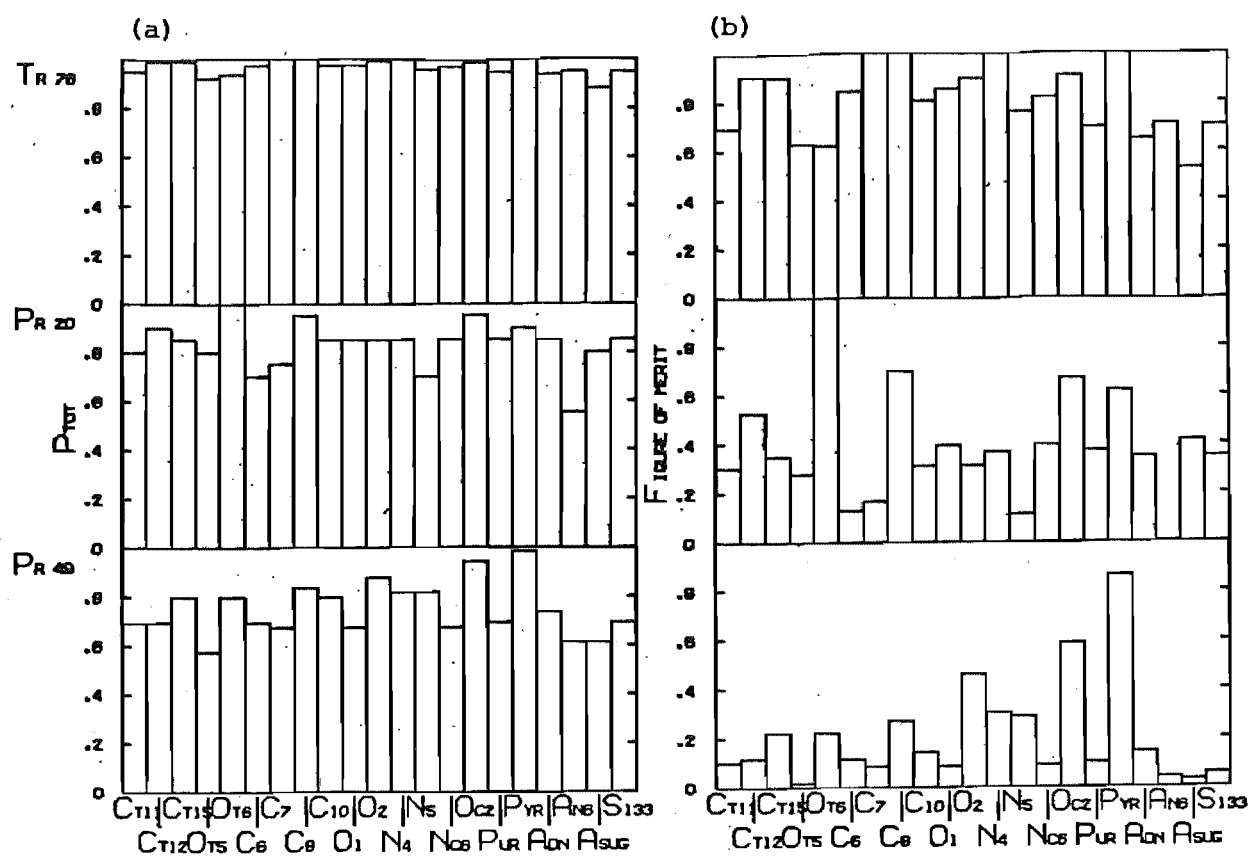 (a)
(b)
TR
.8
.6
.4
.2
0
PR 20
.8
.6
.4
.2
0
PR
.8
.6
.4
.2
0
PTOT
CT11|CT15|OT6|C7|C10|O2|N5|OCZ|PYR|AN6|S133
CT12 OT5 C6 C8 O1 N4 NC6 PUR ADN ASUG
.8
.6
.4
.2
0
.8
.6
.4
.2
0
.8
.6
.4
.2
0
FIGURE OF MERIT
CT11|CT15|OT6|C7|C10|O2|N5|OCZ|PYR|AN6|S133
CT12 OT5 C6 C8 O1 N4 NC6 PUR ADN ASUG